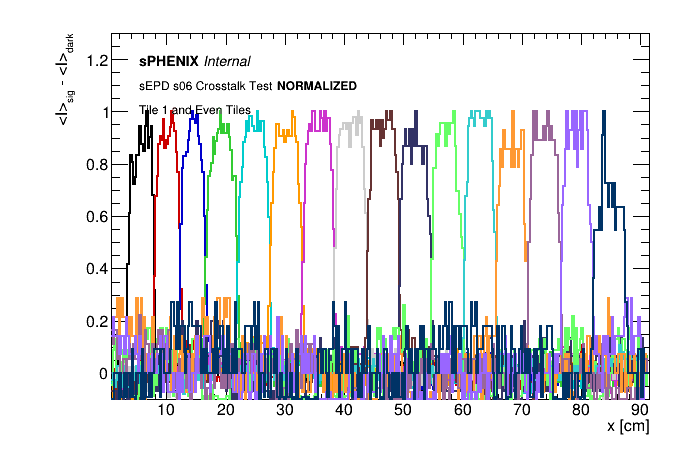 <I>sig - <I>dark
sPHENIX Internal
sEPD s06 Crosstalk Test NORMALIZED
Tile 1 and Even Tiles
1.2
1
0.8
0.6
0.4
0.2
0
10 20 30 40 50 60 70 80 90
x [cm]